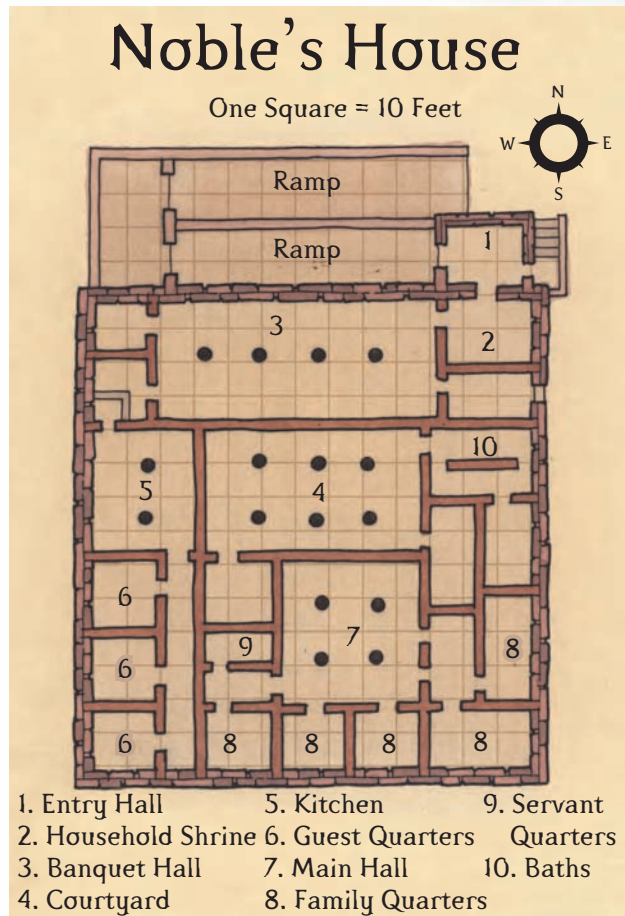 Noble's House
One Square = 10 Feet
N
W E
S
Ramp
Ramp
1
3
2
10
5
4
6
7
9
8
6
6
8
8
8
8
1. Entry Hall
2. Household Shrine
3. Banquet Hall
4. Courtyard
5. Kitchen
6. Guest Quarters
7. Main Hall
8. Family Quarters
9. Servant
Quarters
10. Baths